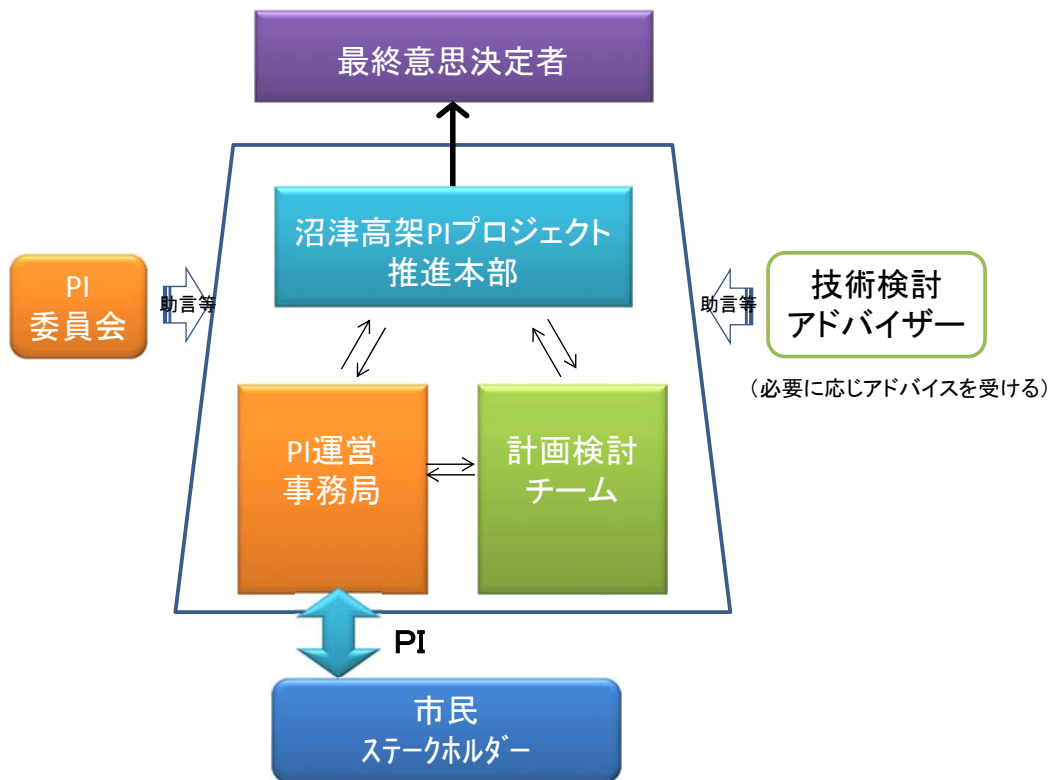 最終意思決定者
沼津高架PIプロジェクト
推進本部
PI
委員会
助言等
助言等
技術検討
アドバイザー
（必要に応じアドバイスを受ける）
PI運営
事務局
計画検討
チーム
PI
市民
ステークホルダー